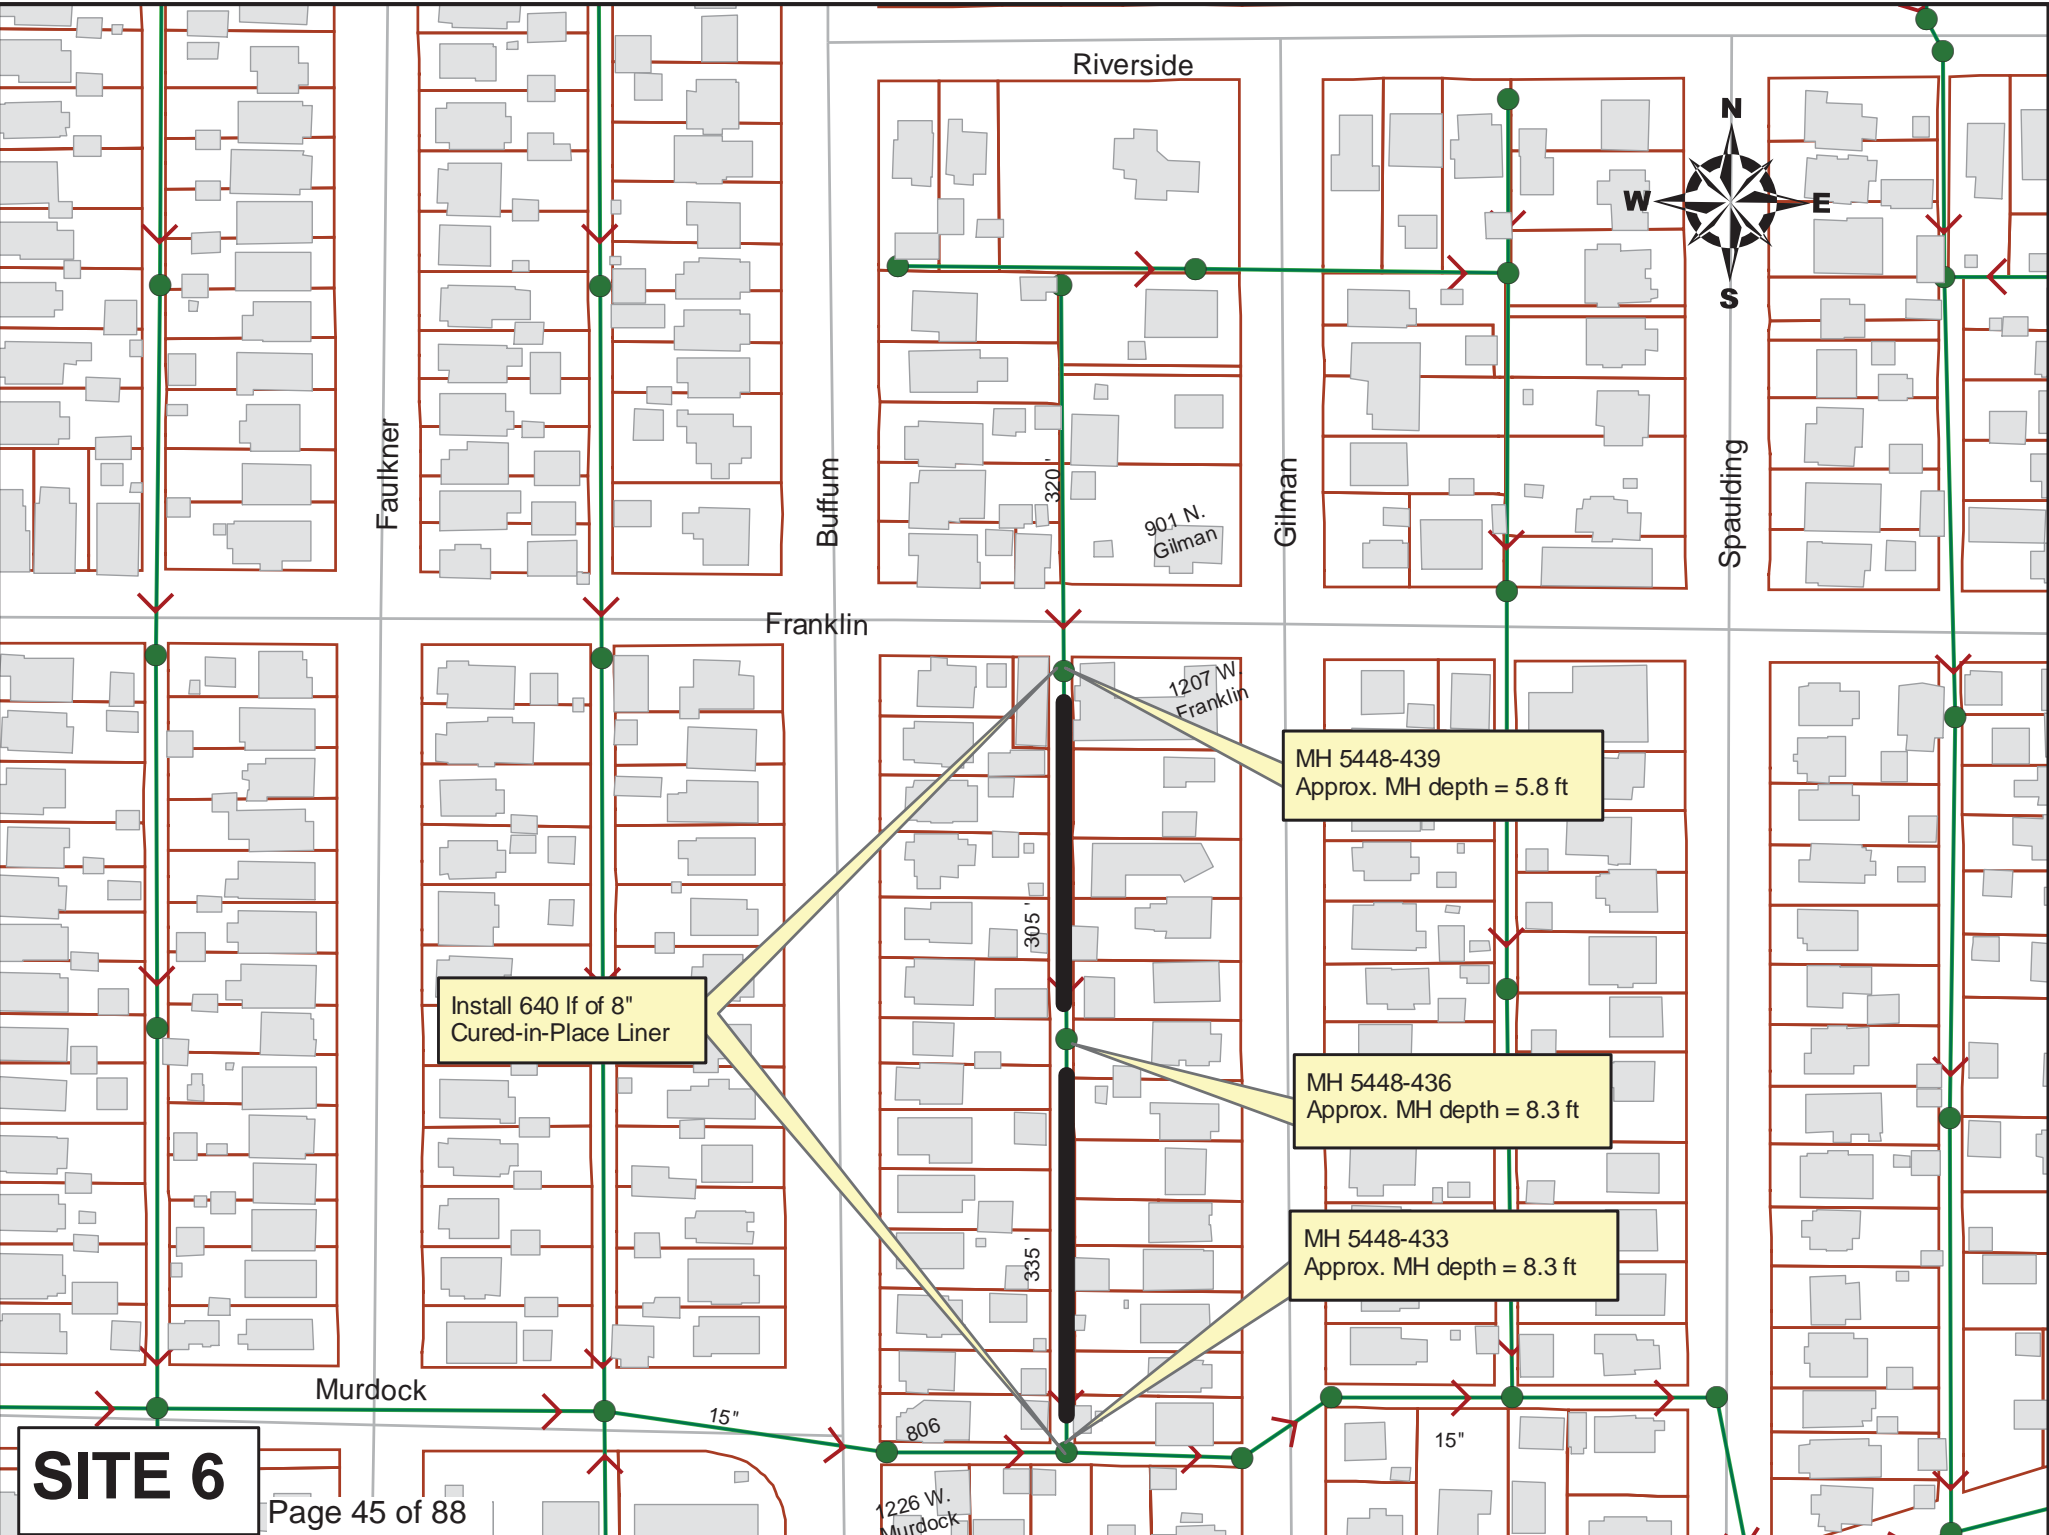 Riverside
N
W
E
S
Faulkner
Buffum
Gilman
Spaulding
320 '
901 N.
Gilman
Franklin
1207 W.
Franklin
MH 5448-439
Approx. MH depth = 5.8 ft
305 '
Install 640 lf of 8"
Cured-in-Place Liner
MH 5448-436
Approx. MH depth = 8.3 ft
335 '
MH 5448-433
Approx. MH depth = 8.3 ft
Murdock
15"
806
15"
SITE 6
Page 45 of 88
1226 W.
Murdock